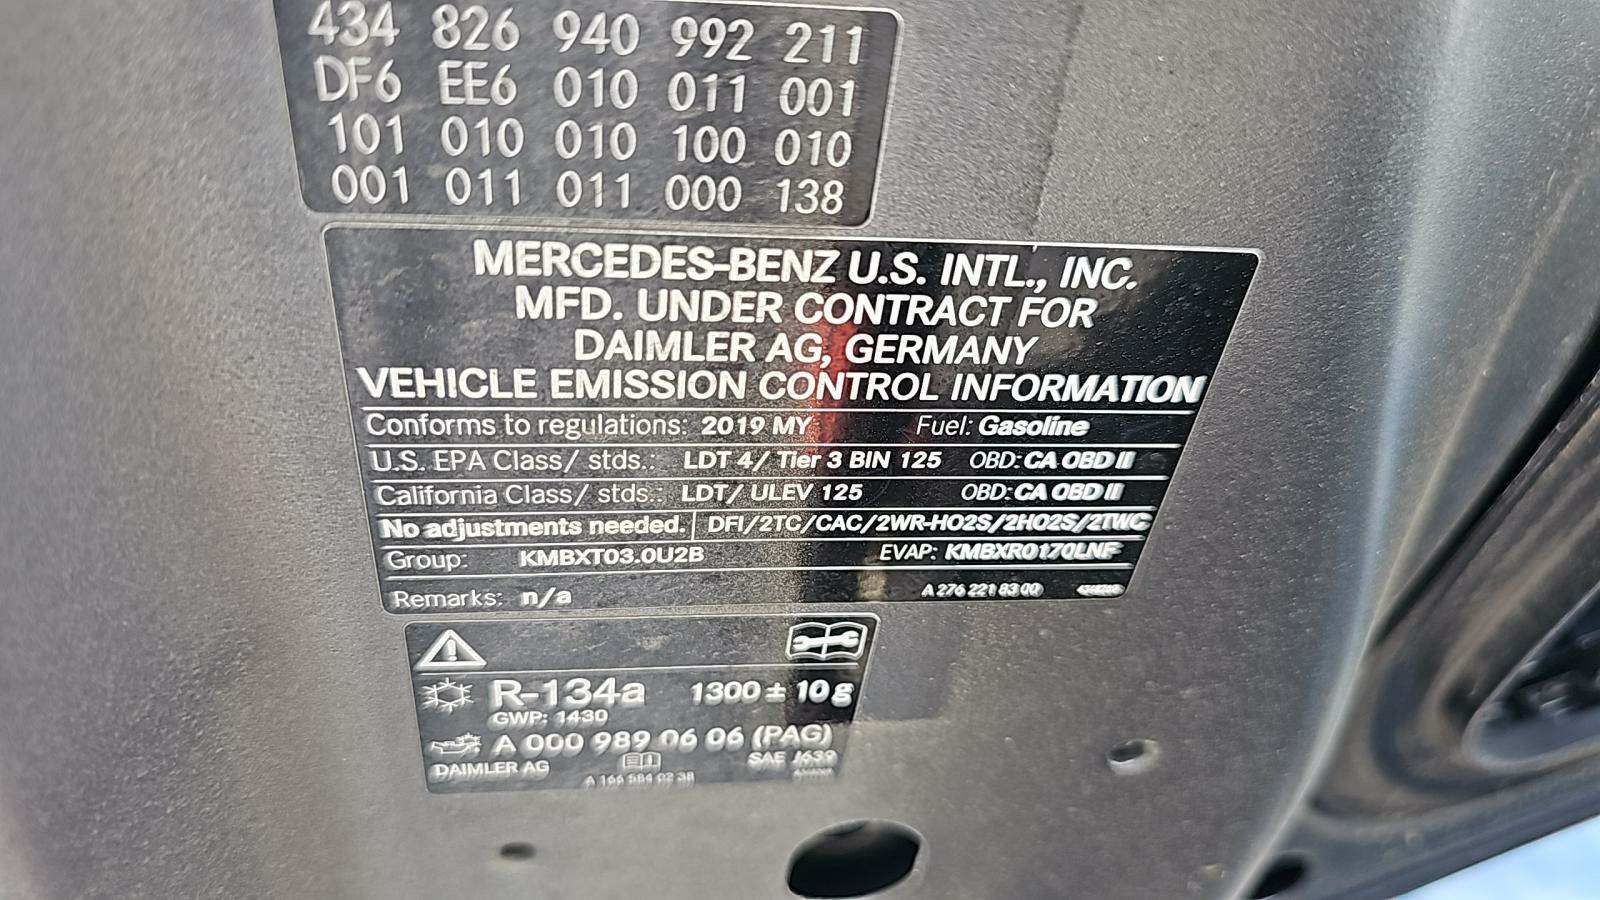 434 826 940 992 211
DF6 EE6 010 011 001
101 010 010 100 010
001 011 011 000 138
MERCEDES-BENZ U.S. INTL., INC.
MFD. UNDER CONTRACT FOR
DAIMLER AG, GERMANY
VEHICLE EMISSION CONTROL INFORMATION
Conforms to regulations: 2019 MY Fuel: Gasoline
U.S. EPA Class/ stds.: LDT 4/ Tier 3 BIN 125 OBD: CA OBD II
California Class/ stds.: LDT/ ULEV 125 OBD: CA OBD II
No adjustments needed. DFI/2TC/CAC/2WR-HO2S/2HO2S/2TWC
Group: KMBXT03.0U2B EVAP: KMBXR0170LNF
Remarks: n/a A 276 221 83 00
R-134a 1300 ± 10 g
GWP: 1430
A 000 989 06 06 (PAG)
DAIMLER AG SAE J639
A 166 584 02 38